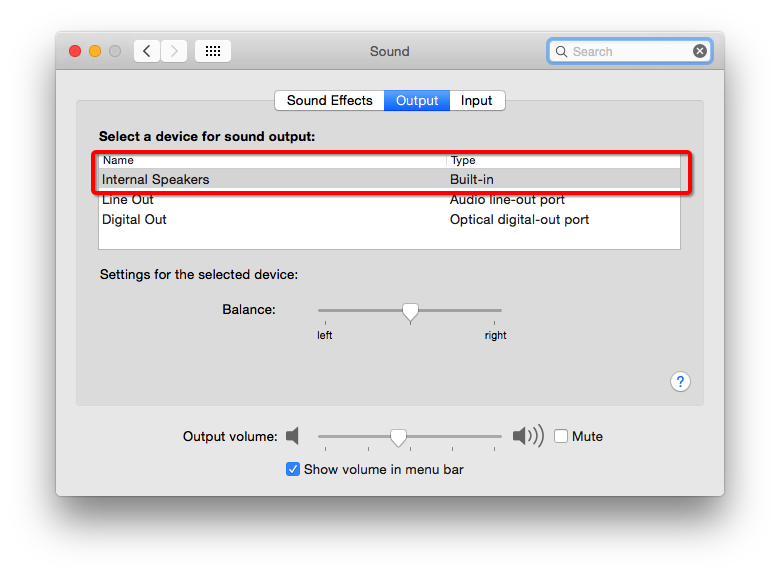 Sound
Search
Sound Effects Output Input
Select a device for sound output:
Name Type
Internal Speakers Built-in
Line Out Audio line-out port
Digital Out Optical digital-out port
Settings for the selected device:
Balance:
left right
?
Output volume: Mute
Show volume in menu bar